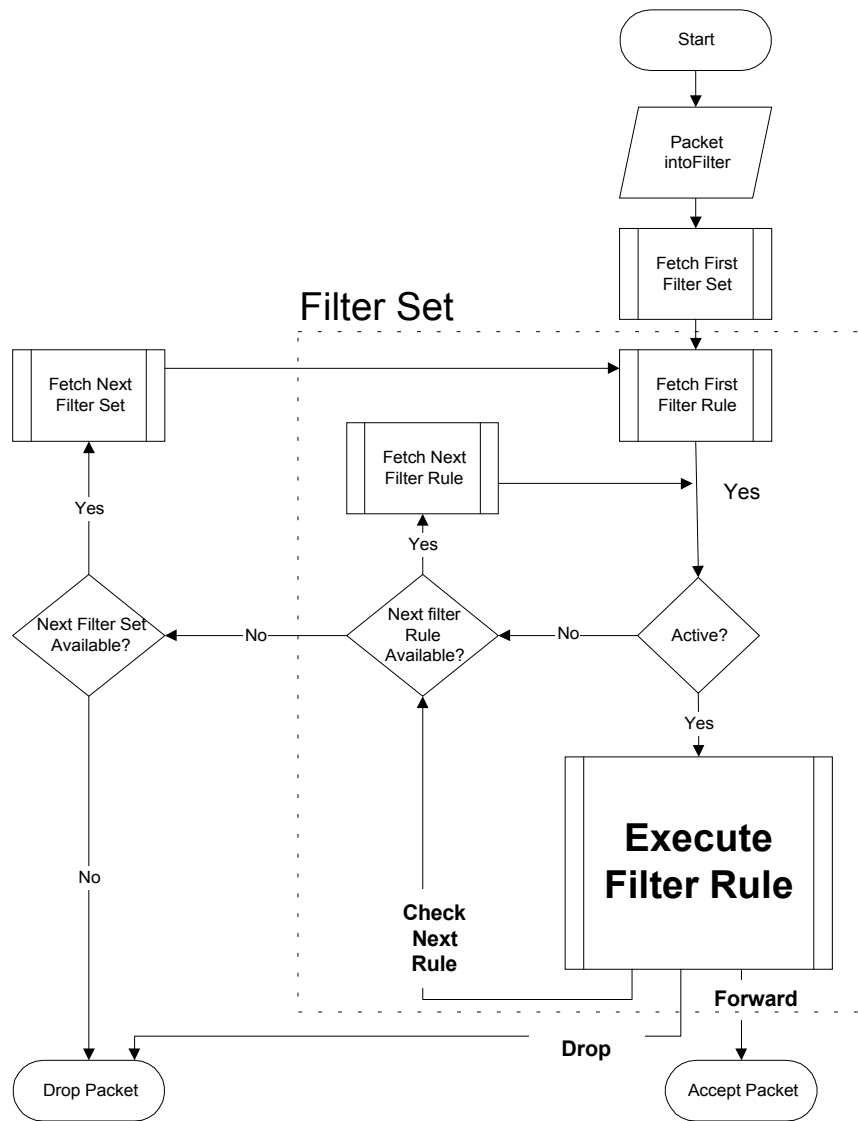 Start
Packet
intoFilter
Fetch First
Filter Set
Filter Set
Fetch Next
Filter Set
Fetch First
Filter Rule
Fetch Next
Filter Rule
Yes
Yes
Yes
Next Filter Set
Available?
No
Next filter
Rule
Available?
No
Active?
Yes
Execute
Filter Rule
No
Check
Next
Rule
Forward
Drop
Drop Packet
Accept Packet